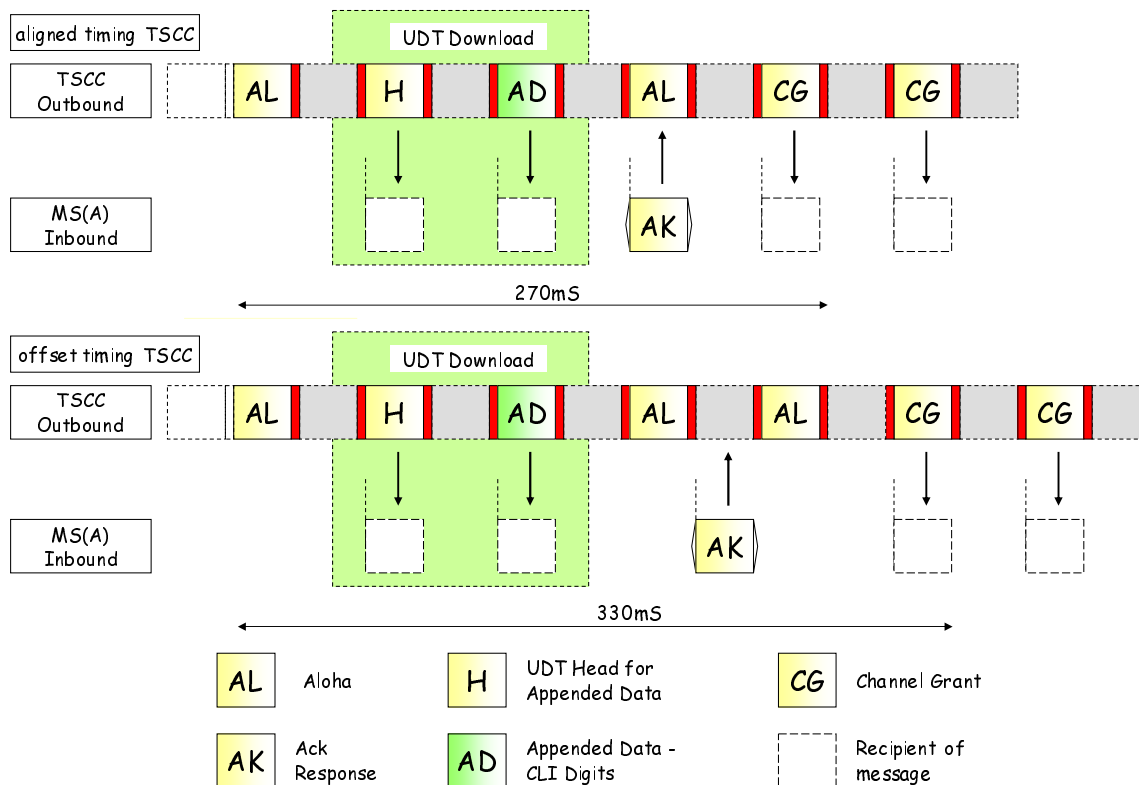 aligned timing TSCC
UDT Download
TSCC
Outbound
AL
H
AD
AL
CG
CG
MS(A)
Inbound
AK
270mS
offset timing TSCC
UDT Download
TSCC
Outbound
AL
H
AD
AL
AL
CG
CG
MS(A)
Inbound
AK
330mS
AL
Aloha
H
UDT Head for
Appended Data
CG
Channel Grant
AK
Ack
Response
AD
Appended Data -
CLI Digits
Recipient of
message